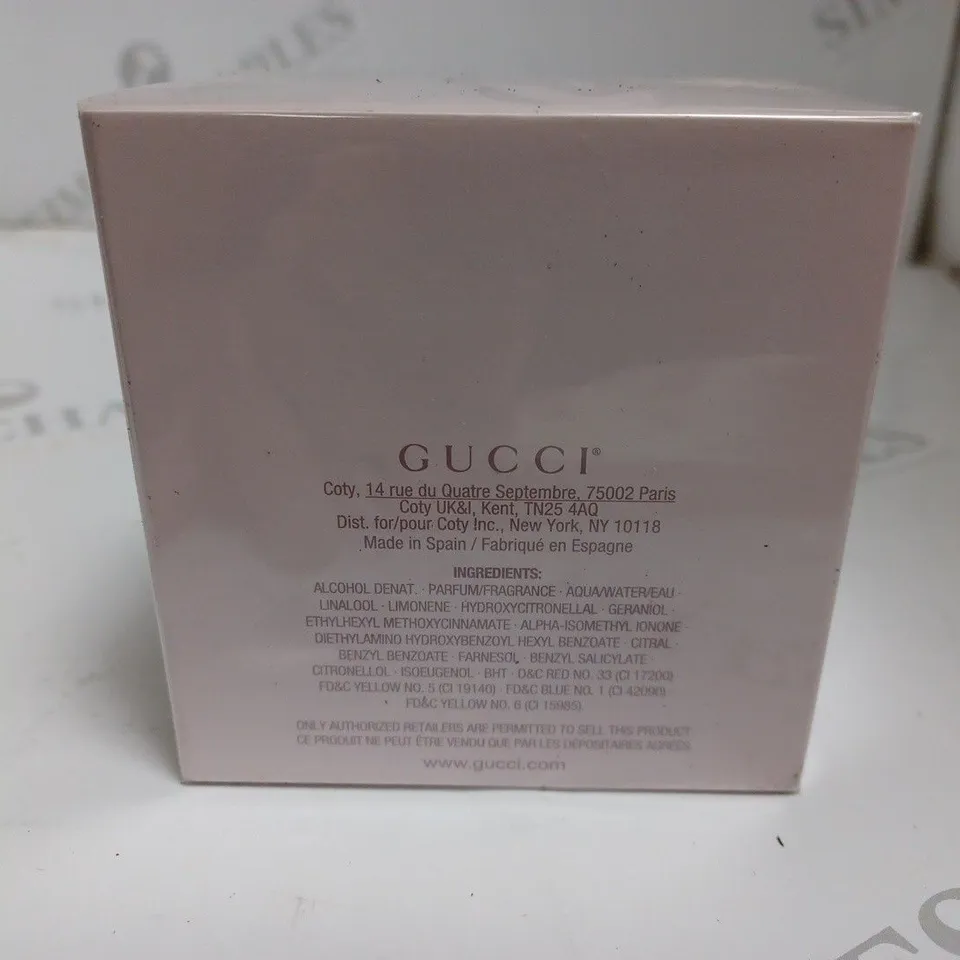 GUCCI®
Coty, 14 rue du Quatre Septembre, 75002 Paris
Coty UK&I, Kent, TN25 4AQ
Dist. for/pour Coty Inc., New York, NY 10118
Made in Spain / Fabriqué en Espagne
INGREDIENTS:
ALCOHOL DENAT. · PARFUM/FRAGRANCE · AQUA/WATER/EAU ·
LINALOOL · LIMONENE · HYDROXYCITRONELLAL · GERANIOL ·
ETHYLHEXYL METHOXYCINNAMATE · ALPHA-ISOMETHYL IONONE ·
DIETHYLAMINO HYDROXYBENZOYL HEXYL BENZOATE · CITRAL ·
BENZYL BENZOATE · FARNESOL · BENZYL SALICYLATE ·
CITRONELLOL · ISOEUGENOL · BHT · D&C RED NO. 33 (CI 17200) ·
FD&C YELLOW NO. 5 (CI 19140) · FD&C BLUE NO. 1 (CI 42090) ·
FD&C YELLOW NO. 6 (CI 15985)
ONLY AUTHORIZED RETAILERS ARE PERMITTED TO SELL THIS PRODUCT
CE PRODUIT NE PEUT ÊTRE VENDU QUE PAR LES DÉPOSITAIRES AGRÉÉS
www.gucci.com